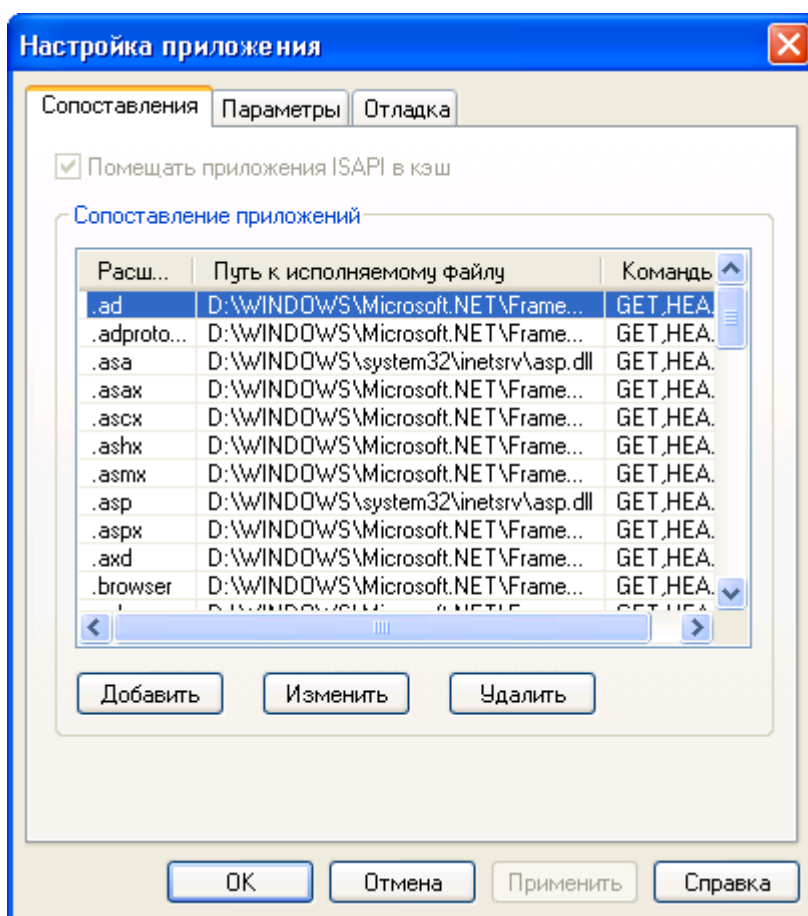 Настройка приложения
Сопоставления Параметры Отладка
Помещать приложения ISAPI в кэш
Сопоставление приложений
Расш... Путь к исполняемому файлу Команды
.ad D:\WINDOWS\Microsoft.NET\Frame... GET,HEA.
.adproto... D:\WINDOWS\Microsoft.NET\Frame... GET,HEA.
.asa D:\WINDOWS\system32\inetsrv\asp.dll GET,HEA.
.asax D:\WINDOWS\Microsoft.NET\Frame... GET,HEA.
.ascx D:\WINDOWS\Microsoft.NET\Frame... GET,HEA.
.ashx D:\WINDOWS\Microsoft.NET\Frame... GET,HEA.
.asmx D:\WINDOWS\Microsoft.NET\Frame... GET,HEA.
.asp D:\WINDOWS\system32\inetsrv\asp.dll GET,HEA.
.aspx D:\WINDOWS\Microsoft.NET\Frame... GET,HEA.
.axd D:\WINDOWS\Microsoft.NET\Frame... GET,HEA.
.browser D:\WINDOWS\Microsoft.NET\Frame... GET,HEA.
Добавить Изменить Удалить
OK Отмена Применить Справка